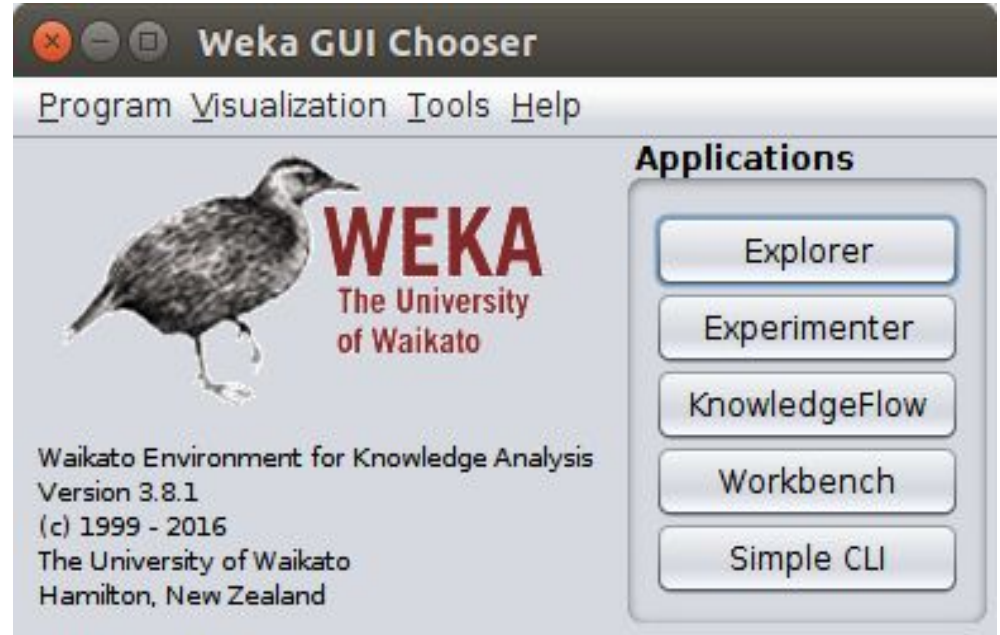 Weka GUI Chooser
Program Visualization Tools Help
WEKA
The University
of Waikato
Waikato Environment for Knowledge Analysis
Version 3.8.1
(c) 1999 - 2016
The University of Waikato
Hamilton, New Zealand
Applications
Explorer
Experimenter
KnowledgeFlow
Workbench
Simple CLI